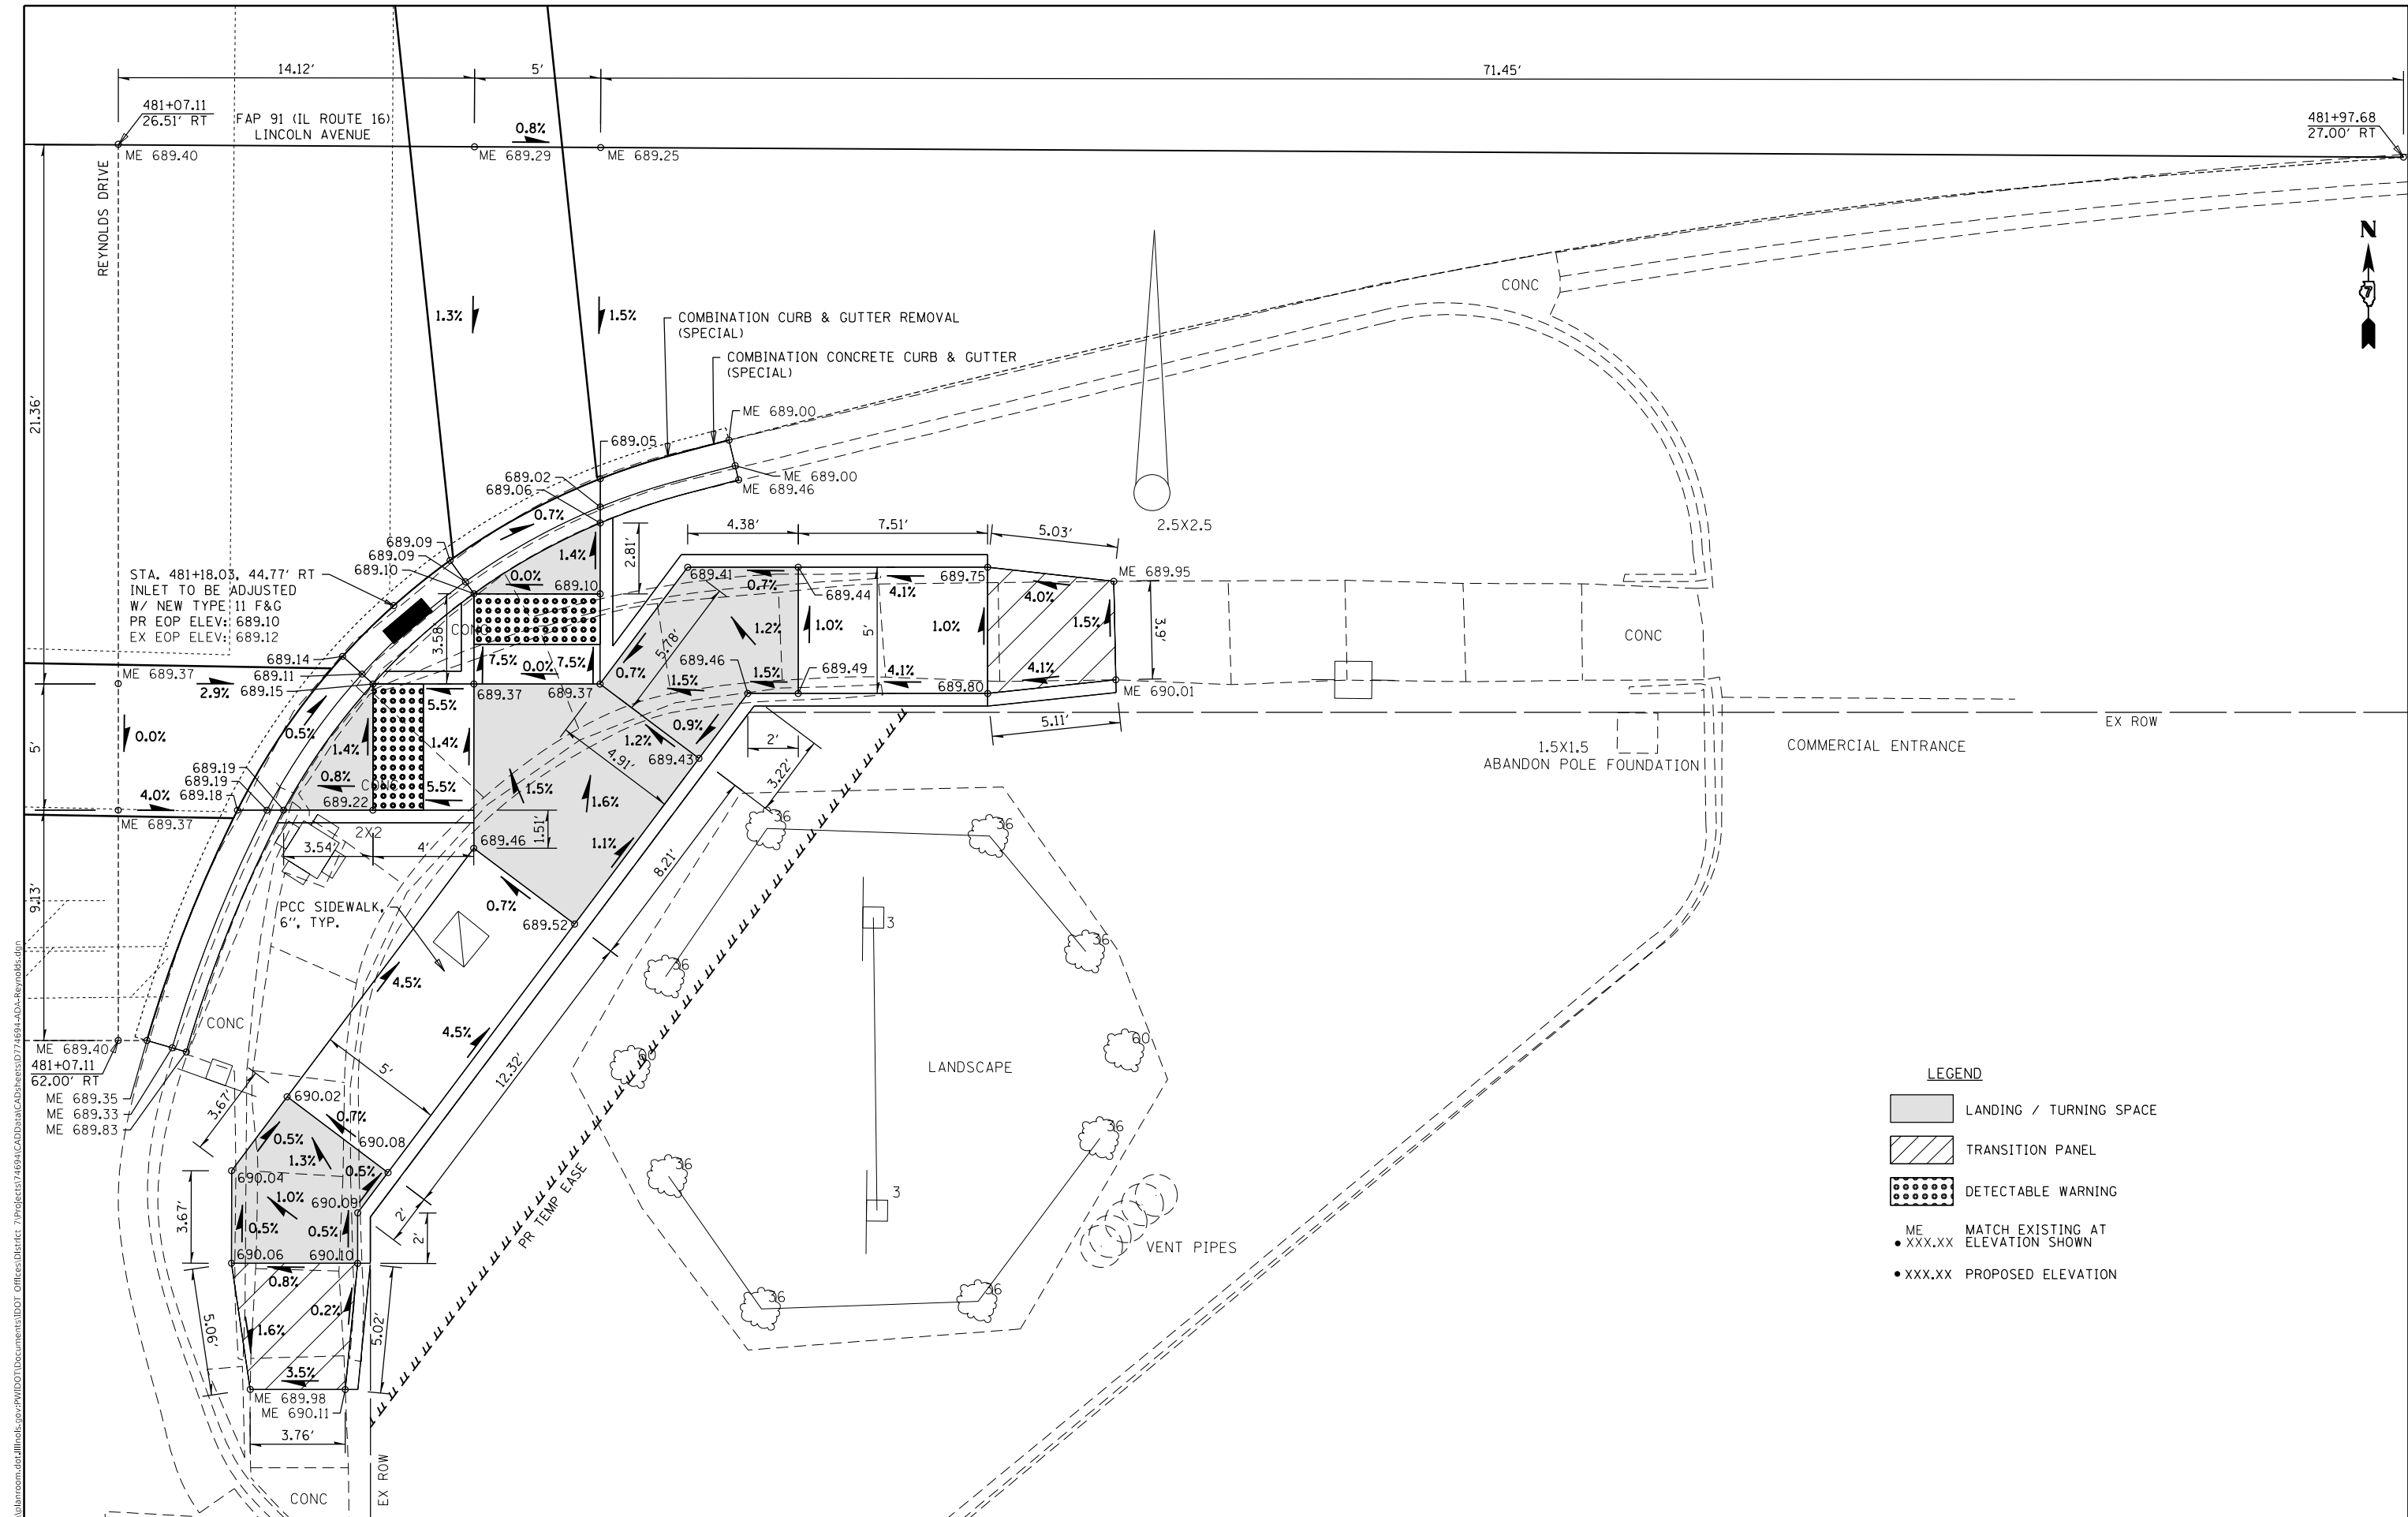 14.12'
5'
71.45'
481+07.11
26.51' RT
FAP 91 (IL ROUTE 16)
LINCOLN AVENUE
0.8%
481+97.68
27.00' RT
ME 689.40
ME 689.29
ME 689.25
REYNOLDS DRIVE
N
7
CONC
1.3%
1.5%
COMBINATION CURB & GUTTER REMOVAL
(SPECIAL)
COMBINATION CONCRETE CURB & GUTTER
(SPECIAL)
21.36'
ME 689.00
689.05
689.02
689.06
ME 689.00
ME 689.46
0.7%
2.5X2.5
4.38'
7.51'
5.03'
689.09
689.09
689.10
1.4%
2.81'
STA. 481+18.03, 44.77' RT
INLET TO BE ADJUSTED
W/ NEW TYPE 11 F&G
PR EOP ELEV: 689.10
EX EOP ELEV: 689.12
0.0%
689.10
689.41
0.7%
689.44
4.1%
689.75
ME 689.95
4.0%
3.58'
CONC
5.78'
1.2%
1.0%
5'
1.0%
1.5%
3.9'
CONC
689.14
689.11
689.15
7.5%
0.0%
7.5%
0.7%
689.46
1.5%
1.5%
689.49
4.1%
689.80
4.1%
ME 690.01
ME 689.37
2.9%
689.37
689.37
5.5%
5.11'
EX ROW
0.0%
5'
0.5%
1.4%
1.4%
0.9%
1.2%
689.43
2'
3.22'
4.91'
1.5X1.5
ABANDON POLE FOUNDATION
COMMERCIAL ENTRANCE
689.19
689.19
689.18
0.8%
CONC
5.5%
1.5%
1.6%
689.22
4.0%
ME 689.37
2X2
3.54'
4'
689.46
1.51'
1.1%
8.21'
36
36
9.13'
PCC SIDEWALK,
6", TYP.
0.7%
689.52
36
36
3
4.5%
4.5%
CONC
ME 689.40
481+07.11
62.00' RT
ME 689.35
ME 689.33
ME 689.83
5'
12.32'
60
60
LANDSCAPE
3.67'
690.02
0.7%
690.08
0.5%
1.3%
0.5%
690.04
1.0%
690.09
3.67'
0.5%
0.5%
2'
2'
690.06
690.10
0.8%
0.2%
1.6%
5.06'
5.02'
3.5%
ME 689.98
ME 690.11
3.76'
CONC
EX ROW
PR TEMP EASE
36
36
3
VENT PIPES
36
36
LEGEND
LANDING / TURNING SPACE
TRANSITION PANEL
DETECTABLE WARNING
ME
XXX.XX
MATCH EXISTING AT
ELEVATION SHOWN
XXX.XX PROPOSED ELEVATION